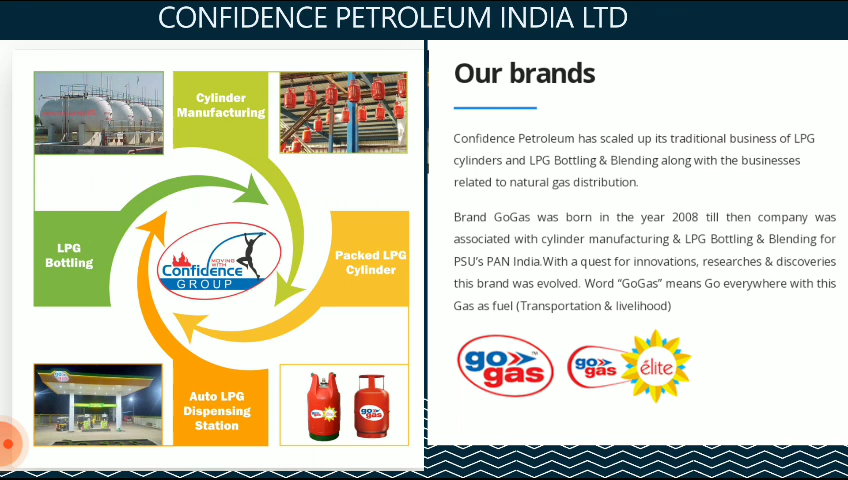 CONFIDENCE PETROLEUM INDIA LTD
Cylinder
Manufacturing
LPG
Bottling
MOVING
WITH
Confidence
GROUP
Packed LPG
Cylinder
Auto LPG
Dispensing
Station
go
gas
Our brands
Confidence Petroleum has scaled up its traditional business of LPG
cylinders and LPG Bottling & Blending along with the businesses
related to natural gas distribution.
Brand GoGas was born in the year 2008 till then company was
associated with cylinder manufacturing & LPG Bottling & Blending for
PSU's PAN India.With a quest for innovations, researches & discoveries
this brand was evolved. Word “GoGas” means Go everywhere with this
Gas as fuel (Transportation & livelihood)
go
gas
TM
go
gas
élite